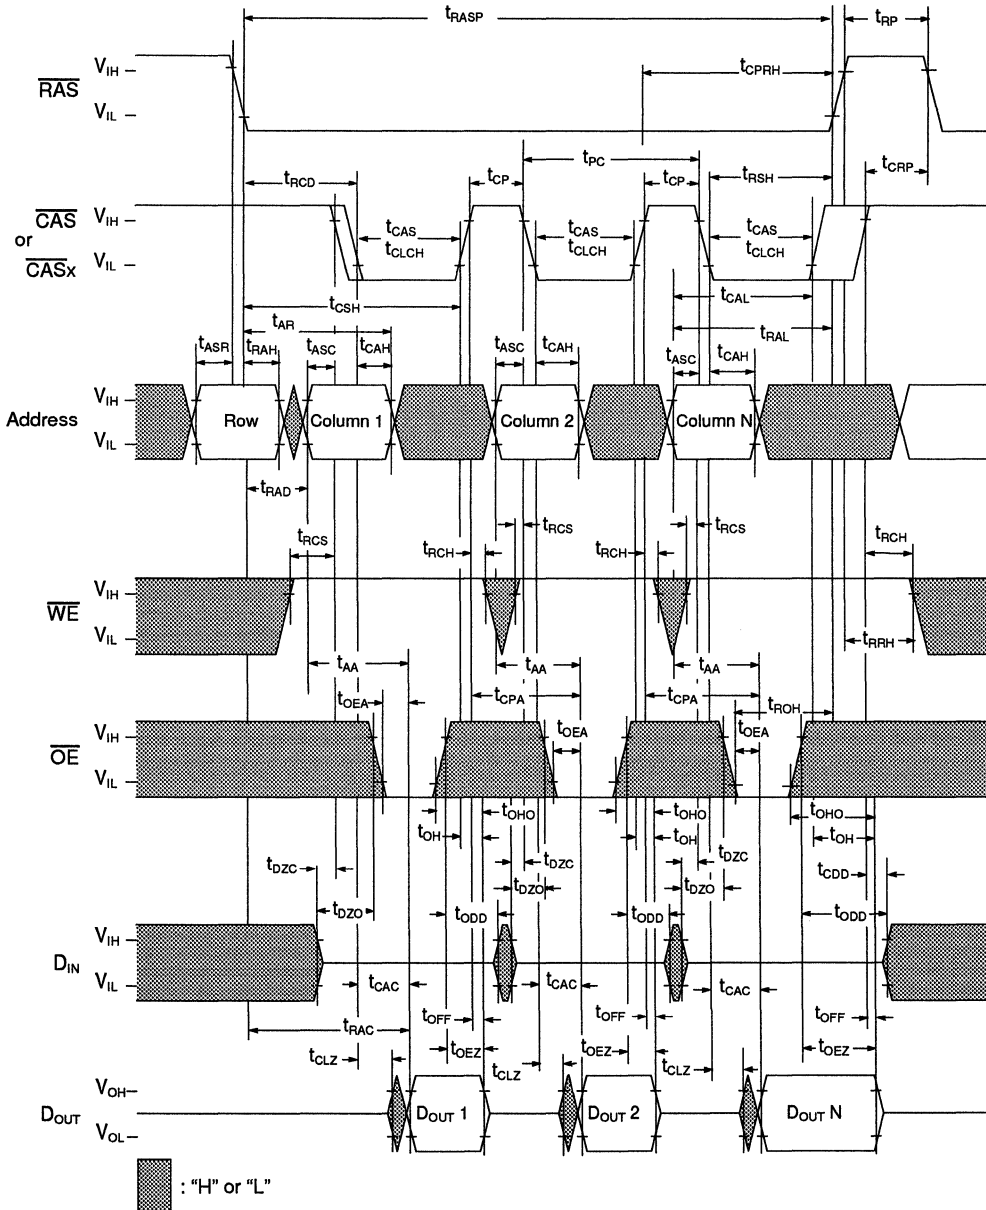 tRASP tRP
VIH
RAS
tCPRH
VIL
tPC tCRP
tRCD tCP tCP tRSH
CAS VIH
or tCAS tCAS tCAS
CASx VIL tCLCH tCLCH tCLCH
tCSH tCAL
tAR tRAL
tASR tRAH tASC tCAH tASC tCAH tASC tCAH
VIH
Address Row Column 1 Column 2 Column N
VIL
tRAD
tRCS tRCS
tRCS tRCH tRCH tRCH
VIH
WE
VIL
tRRH
tAA tAA tAA
tOEA tCPA tCPA tROH
tOEA tOEA
VIH
OE
VIL
tOHO tOHO tOHO
tOH tOH tOH
tDZC tDZC tDZC tCDD
tDZO tDZO tDZO
tODD tODD tODD
VIH
DIN
VIL
tCAC tCAC tCAC
tRAC tOFF tOFF tOFF
tOEZ tOEZ tOEZ
tCLZ tCLZ tCLZ
VOH
DOUT DOUT 1 DOUT 2 DOUT N
VOL
: “H” or “L”